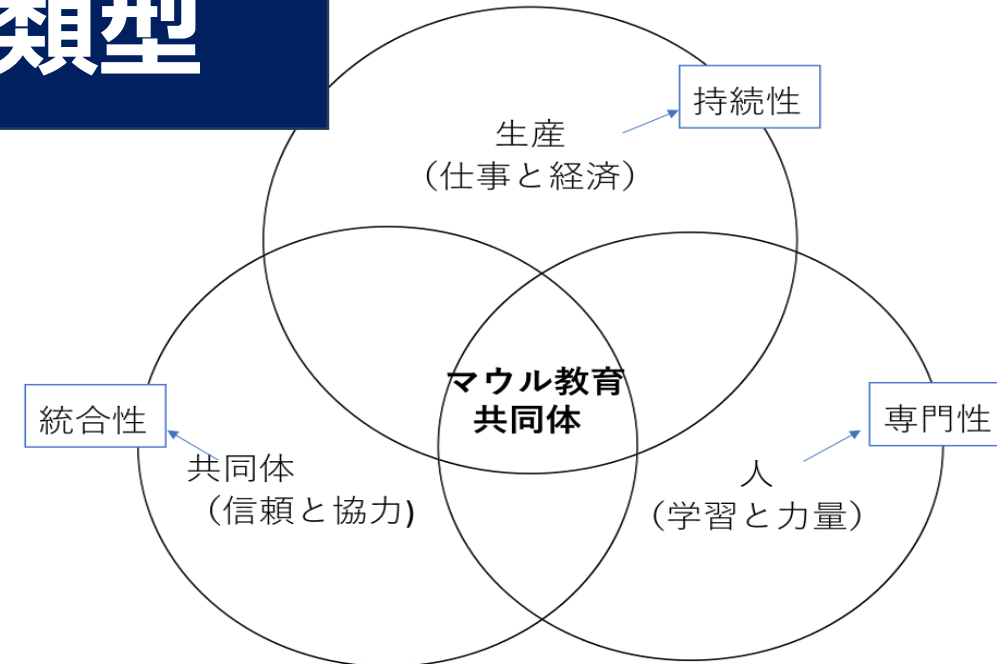 類型
持続性
生産
（仕事と経済）
マウル教育
共同体
統合性
専門性
共同体
（信頼と協力)
人
（学習と力量）